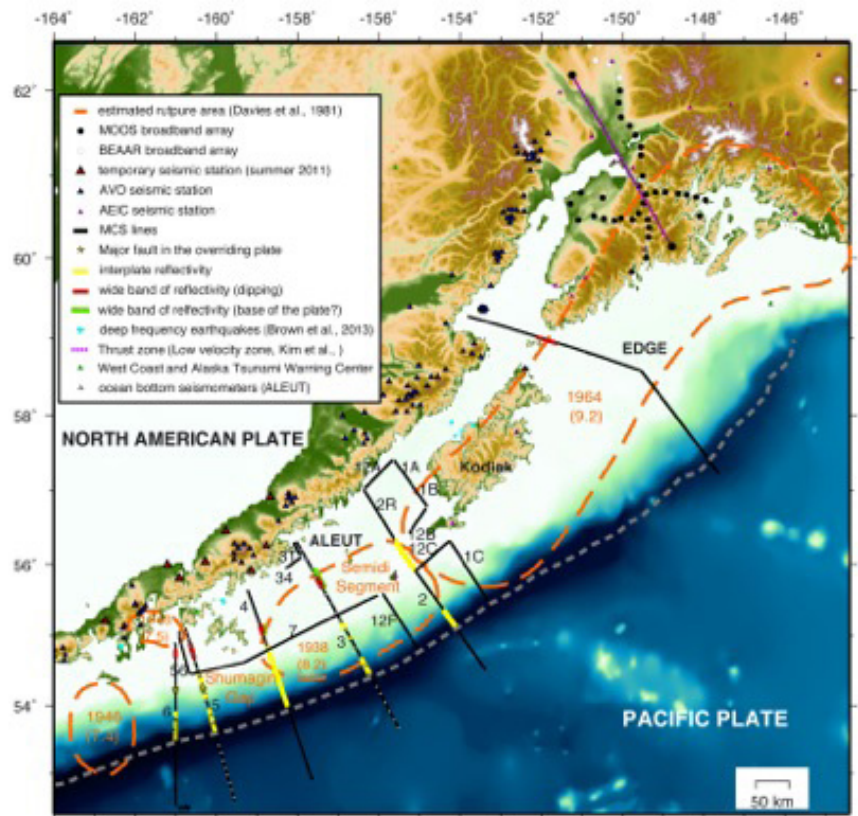 -164° -162° -160° -158° -156° -154° -152° -150° -148° -146°
62°
60°
58°
56°
54°
estimated rutpure area (Davies et al., 1981)
MOOS broadband array
BEAAR broadband array
temporary seismic station (summer 2011)
AVO seismic station
AEIC seismic station
MCS lines
Major fault in the overriding plate
interplate reflectivity
wide band of reflectivity (dipping)
wide band of reflectivity (base of the plate?)
deep frequency earthquakes (Brown et al., 2013)
Thrust zone (Low velocity zone, Kim et al., )
West Coast and Alaska Tsunami Warning Center
ocean bottom seismometers (ALEUT)
EDGE
1964
(9.2)
NORTH AMERICAN PLATE
Kodiak
12A
1A
1B
2R
12B
12C
1C
ALEUT
31
34
Semidi
Segment
4
7
2
12F
3
1938
(8.2)
Shumagin
Gap
5
6
1946
(7.4)
PACIFIC PLATE
50 km